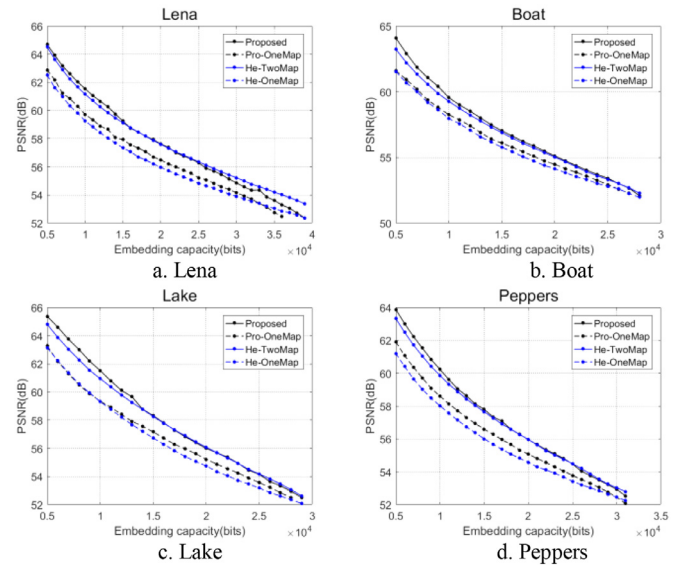 Lena
66
64
62
60
58
56
54
52
PSNR(dB)
Proposed
Pro-OneMap
He-TwoMap
He-OneMap
0.5 1 1.5 2 2.5 3 3.5 4
Embedding capacity(bits) × 10⁴
a. Lena
Boat
65
60
55
50
PSNR(dB)
Proposed
Pro-OneMap
He-TwoMap
He-OneMap
0.5 1 1.5 2 2.5 3
Embedding capacity(bits) × 10⁴
b. Boat
Lake
66
64
62
60
58
56
54
52
PSNR(dB)
Proposed
Pro-OneMap
He-TwoMap
He-OneMap
0.5 1 1.5 2 2.5 3
Embedding capacity(bits) × 10⁴
c. Lake
Peppers
64
62
60
58
56
54
52
PSNR(dB)
Proposed
Pro-OneMap
He-TwoMap
He-OneMap
0.5 1 1.5 2 2.5 3 3.5
Embedding capacity(bits) × 10⁴
d. Peppers